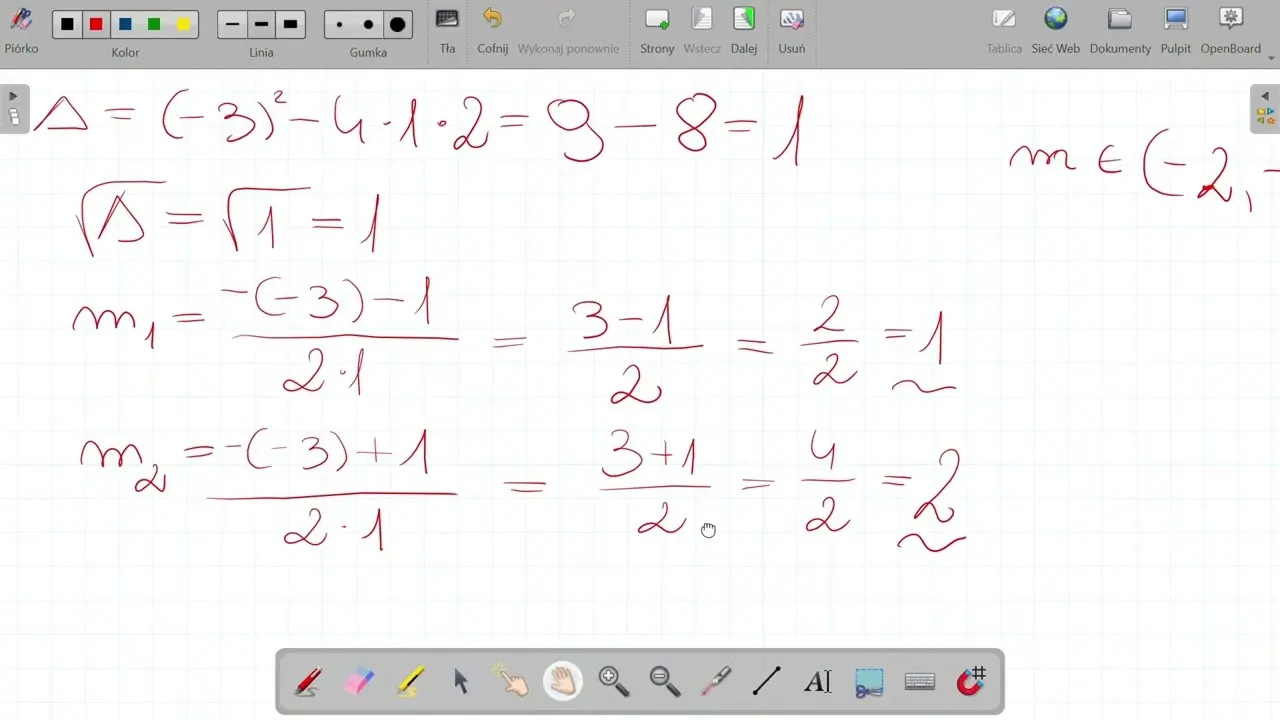 Piórko Kolor Linia Gumka Tła Cofnij Wykonaj ponownie Strony Wstecz Dalej Usuń Tablica Sieć Web Dokumenty Pulpit OpenBoard
Δ = (-3)² - 4·1·2 = 9 - 8 = 1
m ∈ (-2, -
√Δ = √1 = 1
m₁ = (-(-3)-1)/(2·1) = (3-1)/2 = 2/2 = 1
m₂ = (-(-3)+1)/(2·1) = (3+1)/2 = 4/2 = 2
AI